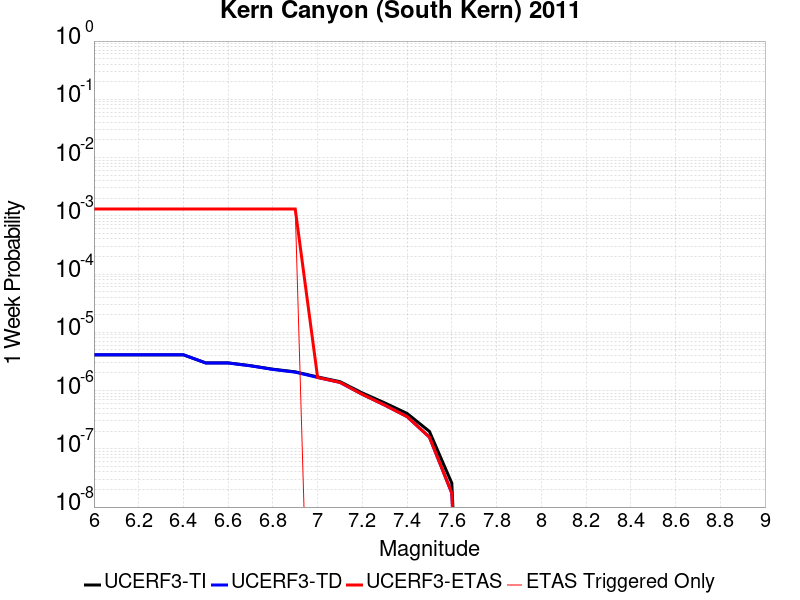 Kern Canyon (South Kern) 2011
1 Week Probability
10^0
10^-1
10^-2
10^-3
10^-4
10^-5
10^-6
10^-7
10^-8
6 6.2 6.4 6.6 6.8 7 7.2 7.4 7.6 7.8 8 8.2 8.4 8.6 8.8 9
Magnitude
UCERF3-TI UCERF3-TD UCERF3-ETAS ETAS Triggered Only